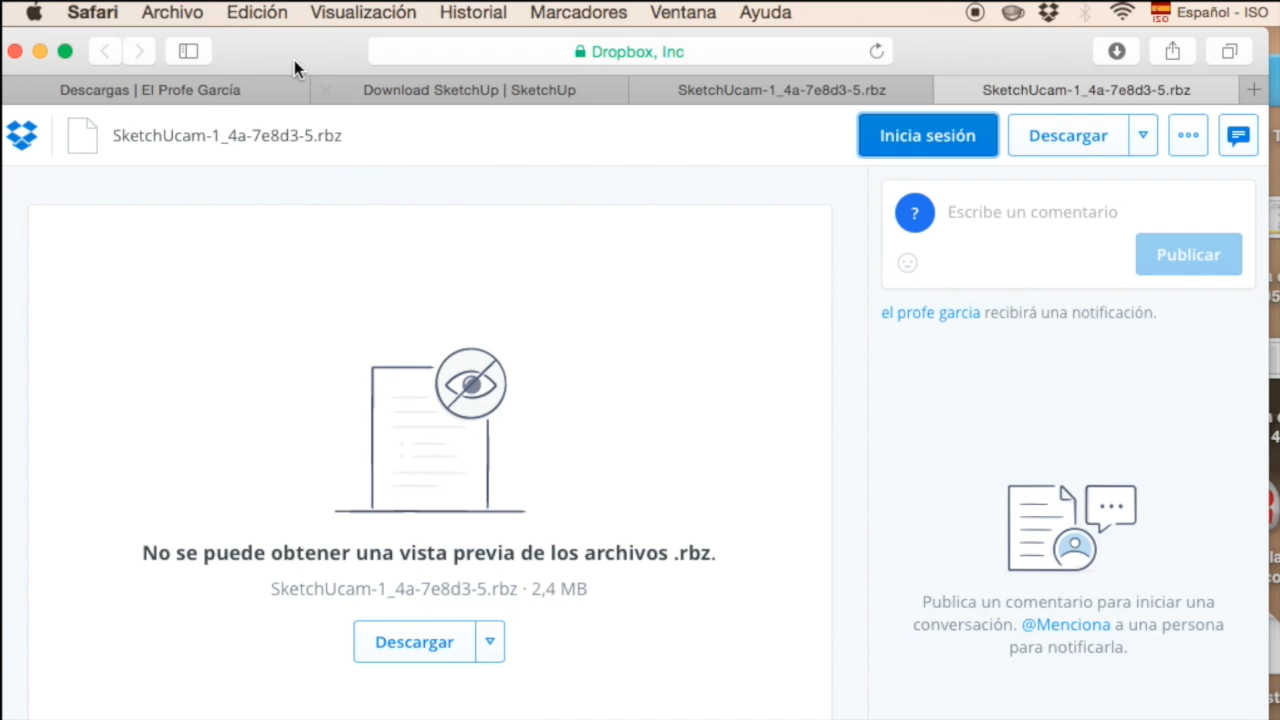 Safari Archivo Edición Visualización Historial Marcadores Ventana Ayuda ISO Español - ISO
Dropbox, Inc
Descargas | El Profe García Download SketchUp | SketchUp SketchUcam-1_4a-7e8d3-5.rbz SketchUcam-1_4a-7e8d3-5.rbz
SketchUcam-1_4a-7e8d3-5.rbz Inicia sesión Descargar
? Escribe un comentario
Publicar
el profe garcia recibirá una notificación.
No se puede obtener una vista previa de los archivos .rbz.
SketchUcam-1_4a-7e8d3-5.rbz · 2,4 MB
Descargar
Publica un comentario para iniciar una
conversación. @Menciona a una persona
para notificarla.